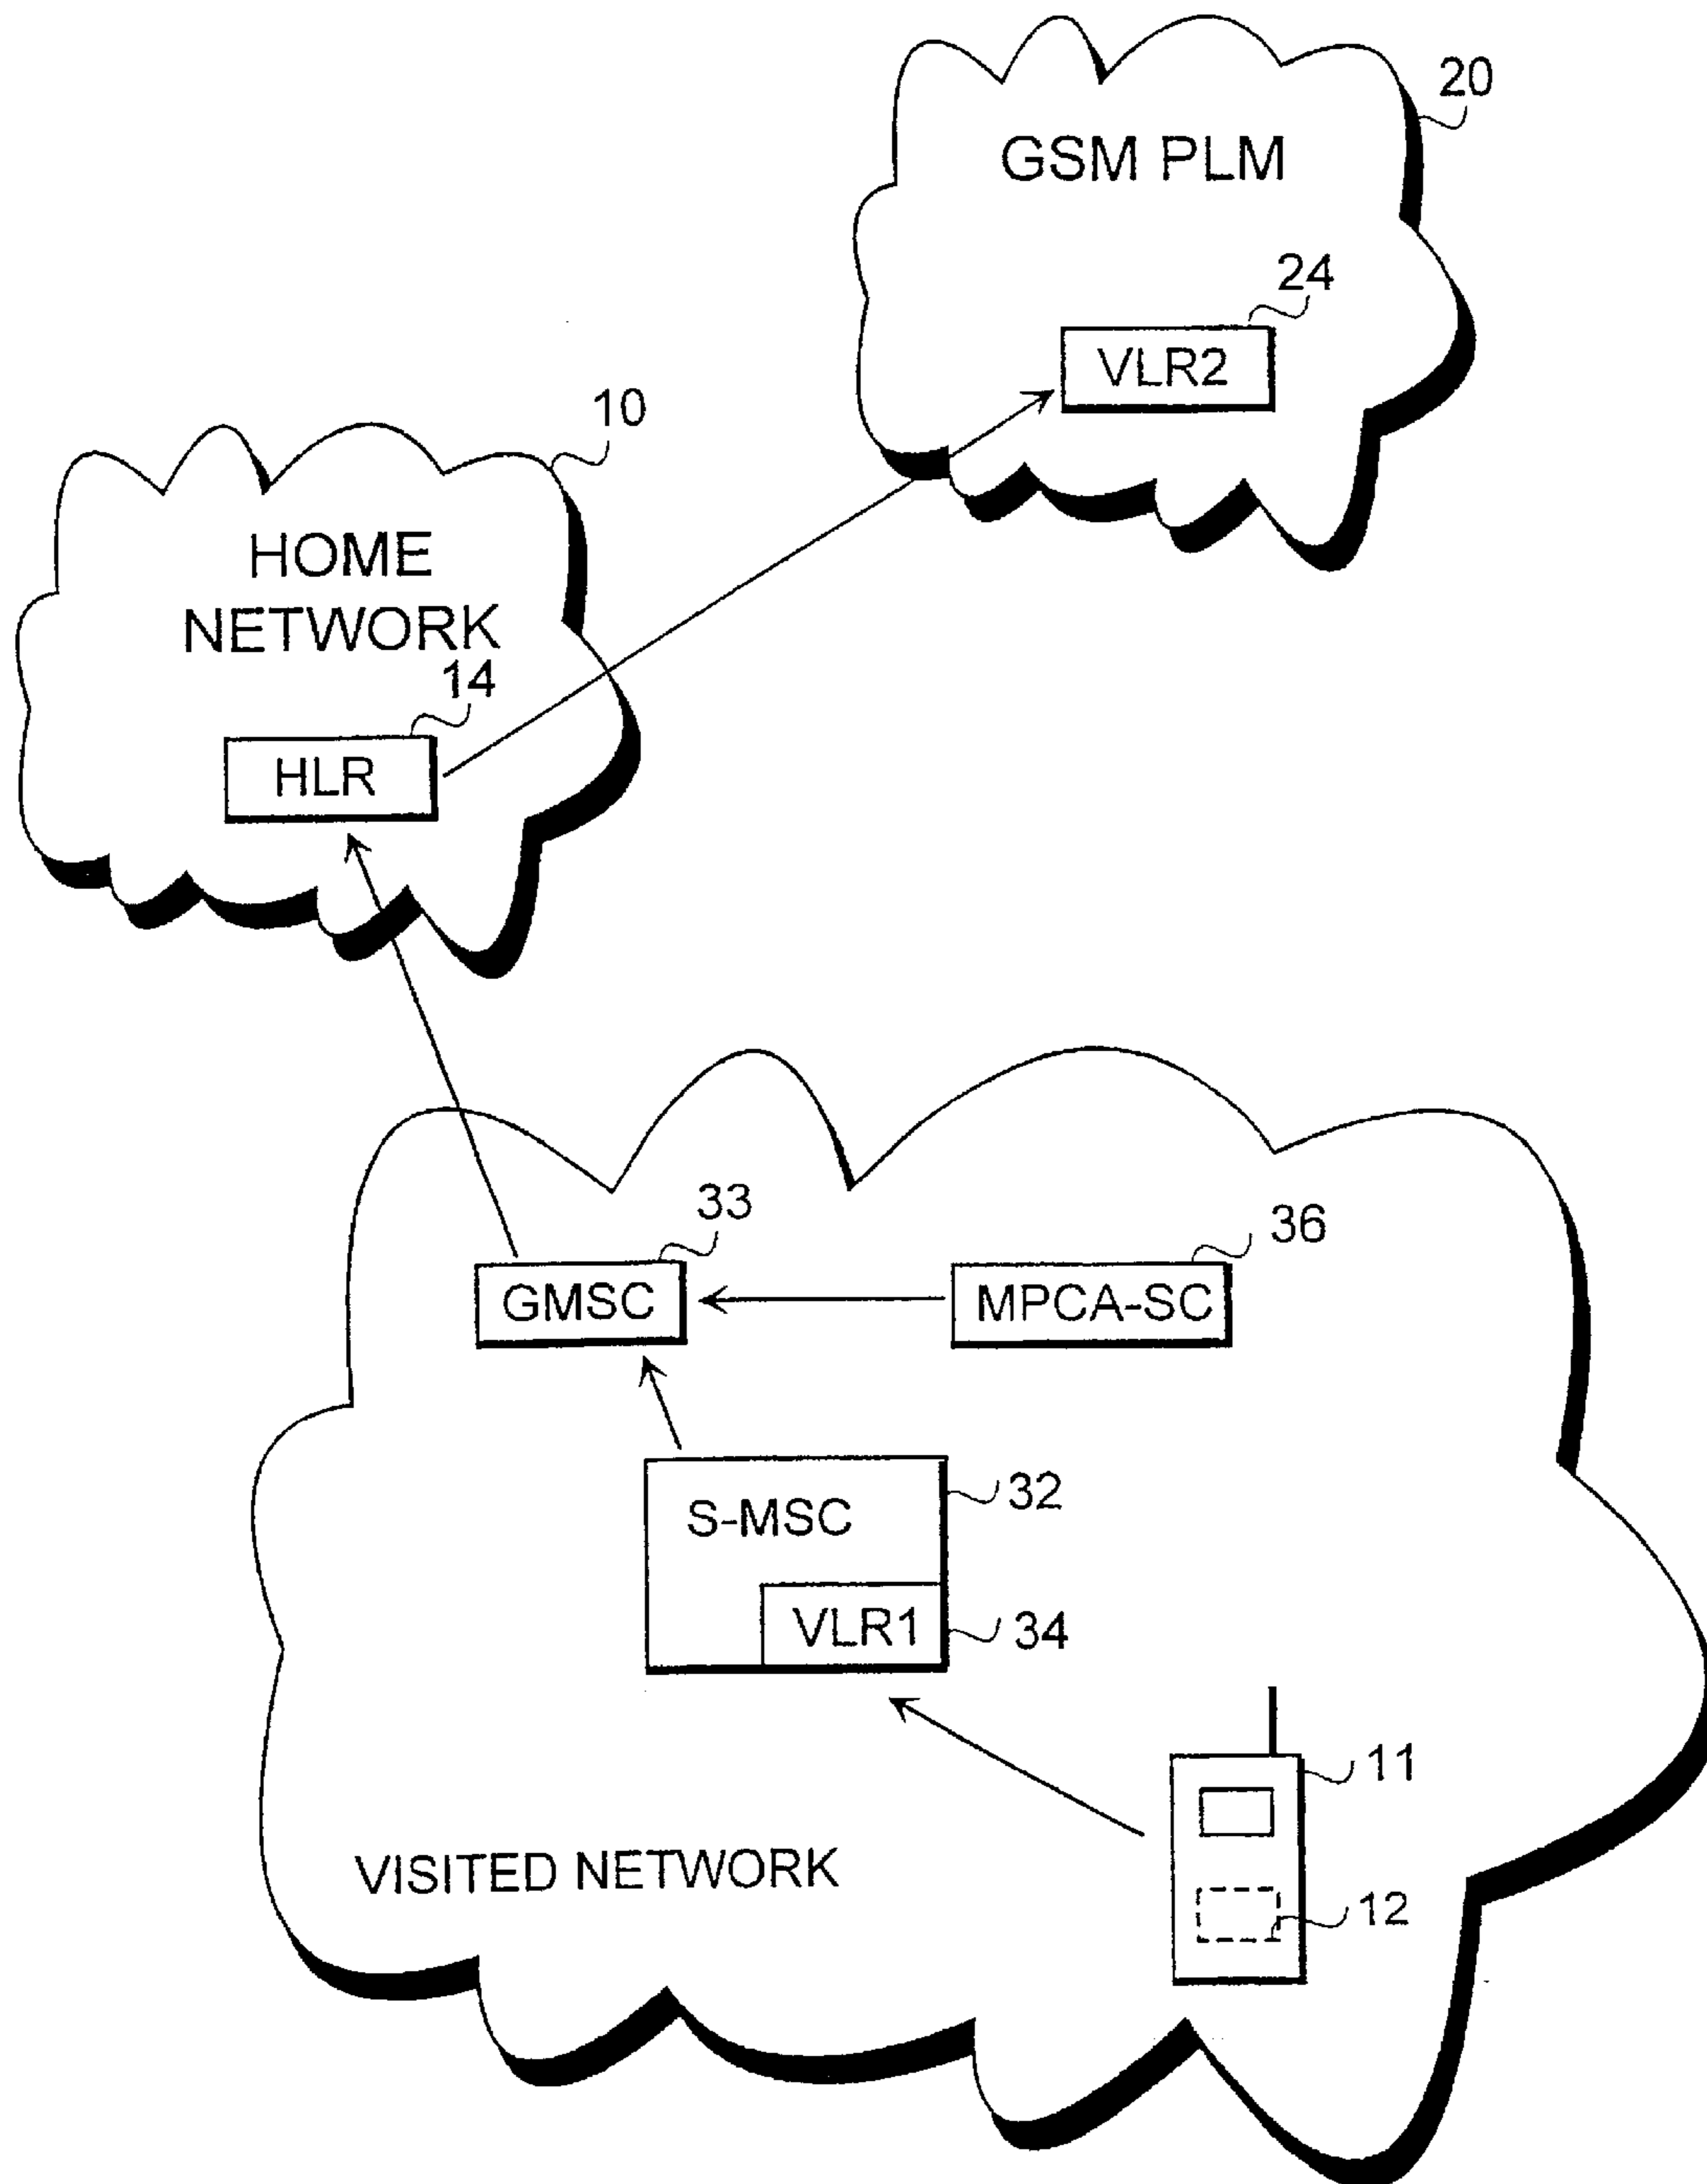 20
GSM PLM
24
VLR2
10
HOME
NETWORK
14
HLR
33
36
GMSC
MPCA-SC
32
S-MSC
VLR1
34
11
VISITED NETWORK
12